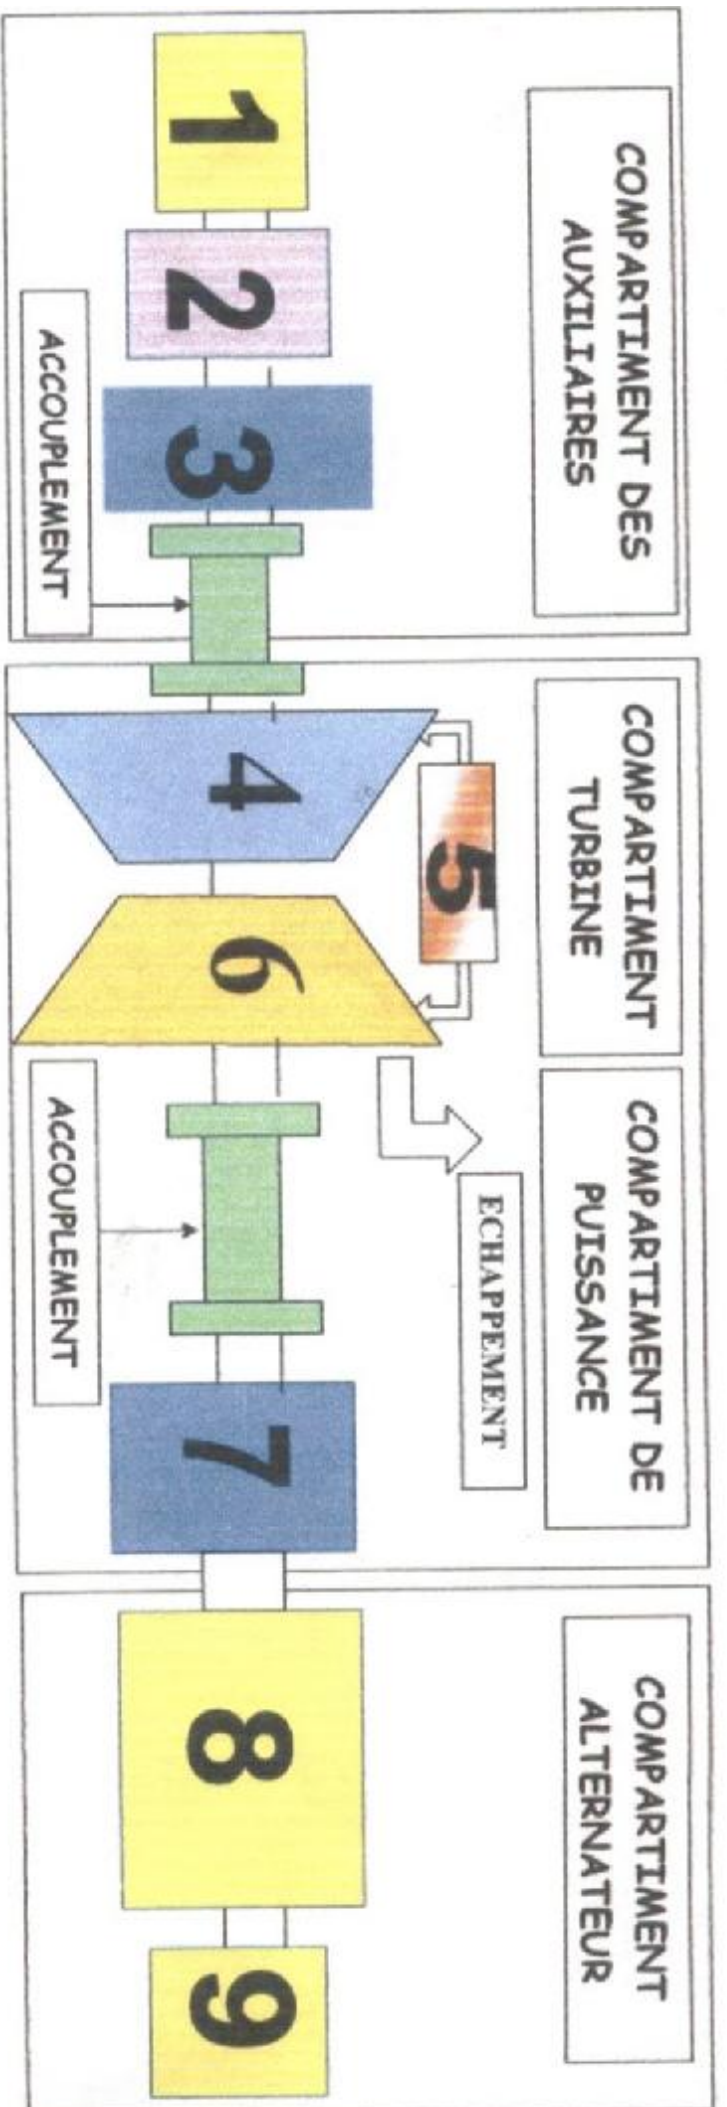 COMPARTIMENT DES
AUXILIAIRES
COMPARTIMENT
TURBINE
COMPARTIMENT DE
PUISSANCE
COMPARTIMENT
ALTERNATEUR
ECHAPPEMENT
1
2
3
4
5
6
7
8
9
ACCOUPLEMENT
ACCOUPLEMENT